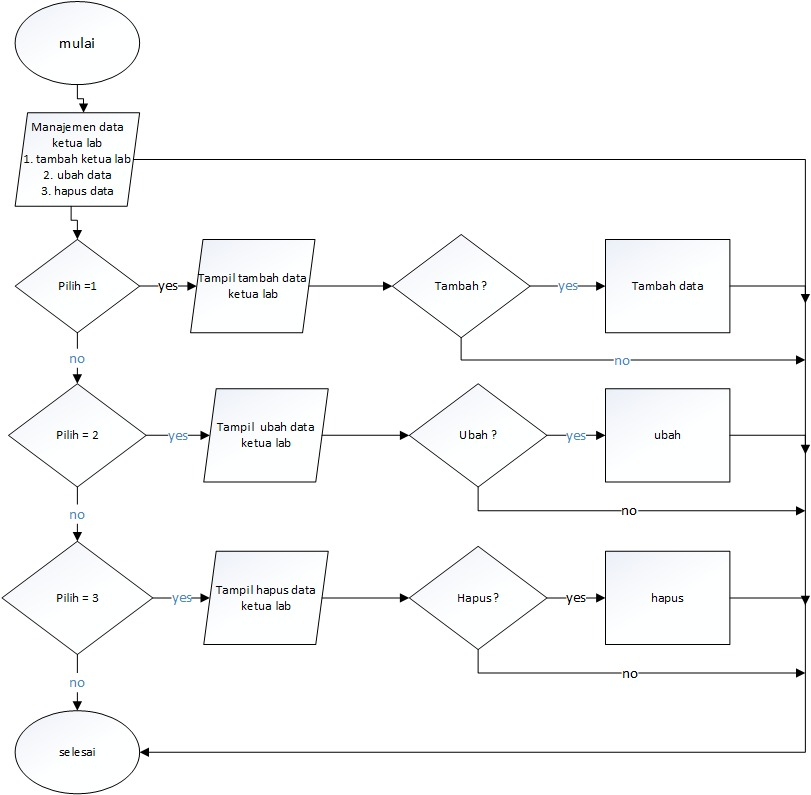 mulai
Manajemen data
ketua lab
1. tambah ketua lab
2. ubah data
3. hapus data
Pilih =1
yes
Tampil tambah data
ketua lab
Tambah ?
yes
Tambah data
no
no
Pilih = 2
yes
Tampil ubah data
ketua lab
Ubah ?
yes
ubah
no
no
Pilih = 3
yes
Tampil hapus data
ketua lab
Hapus ?
yes
hapus
no
no
selesai